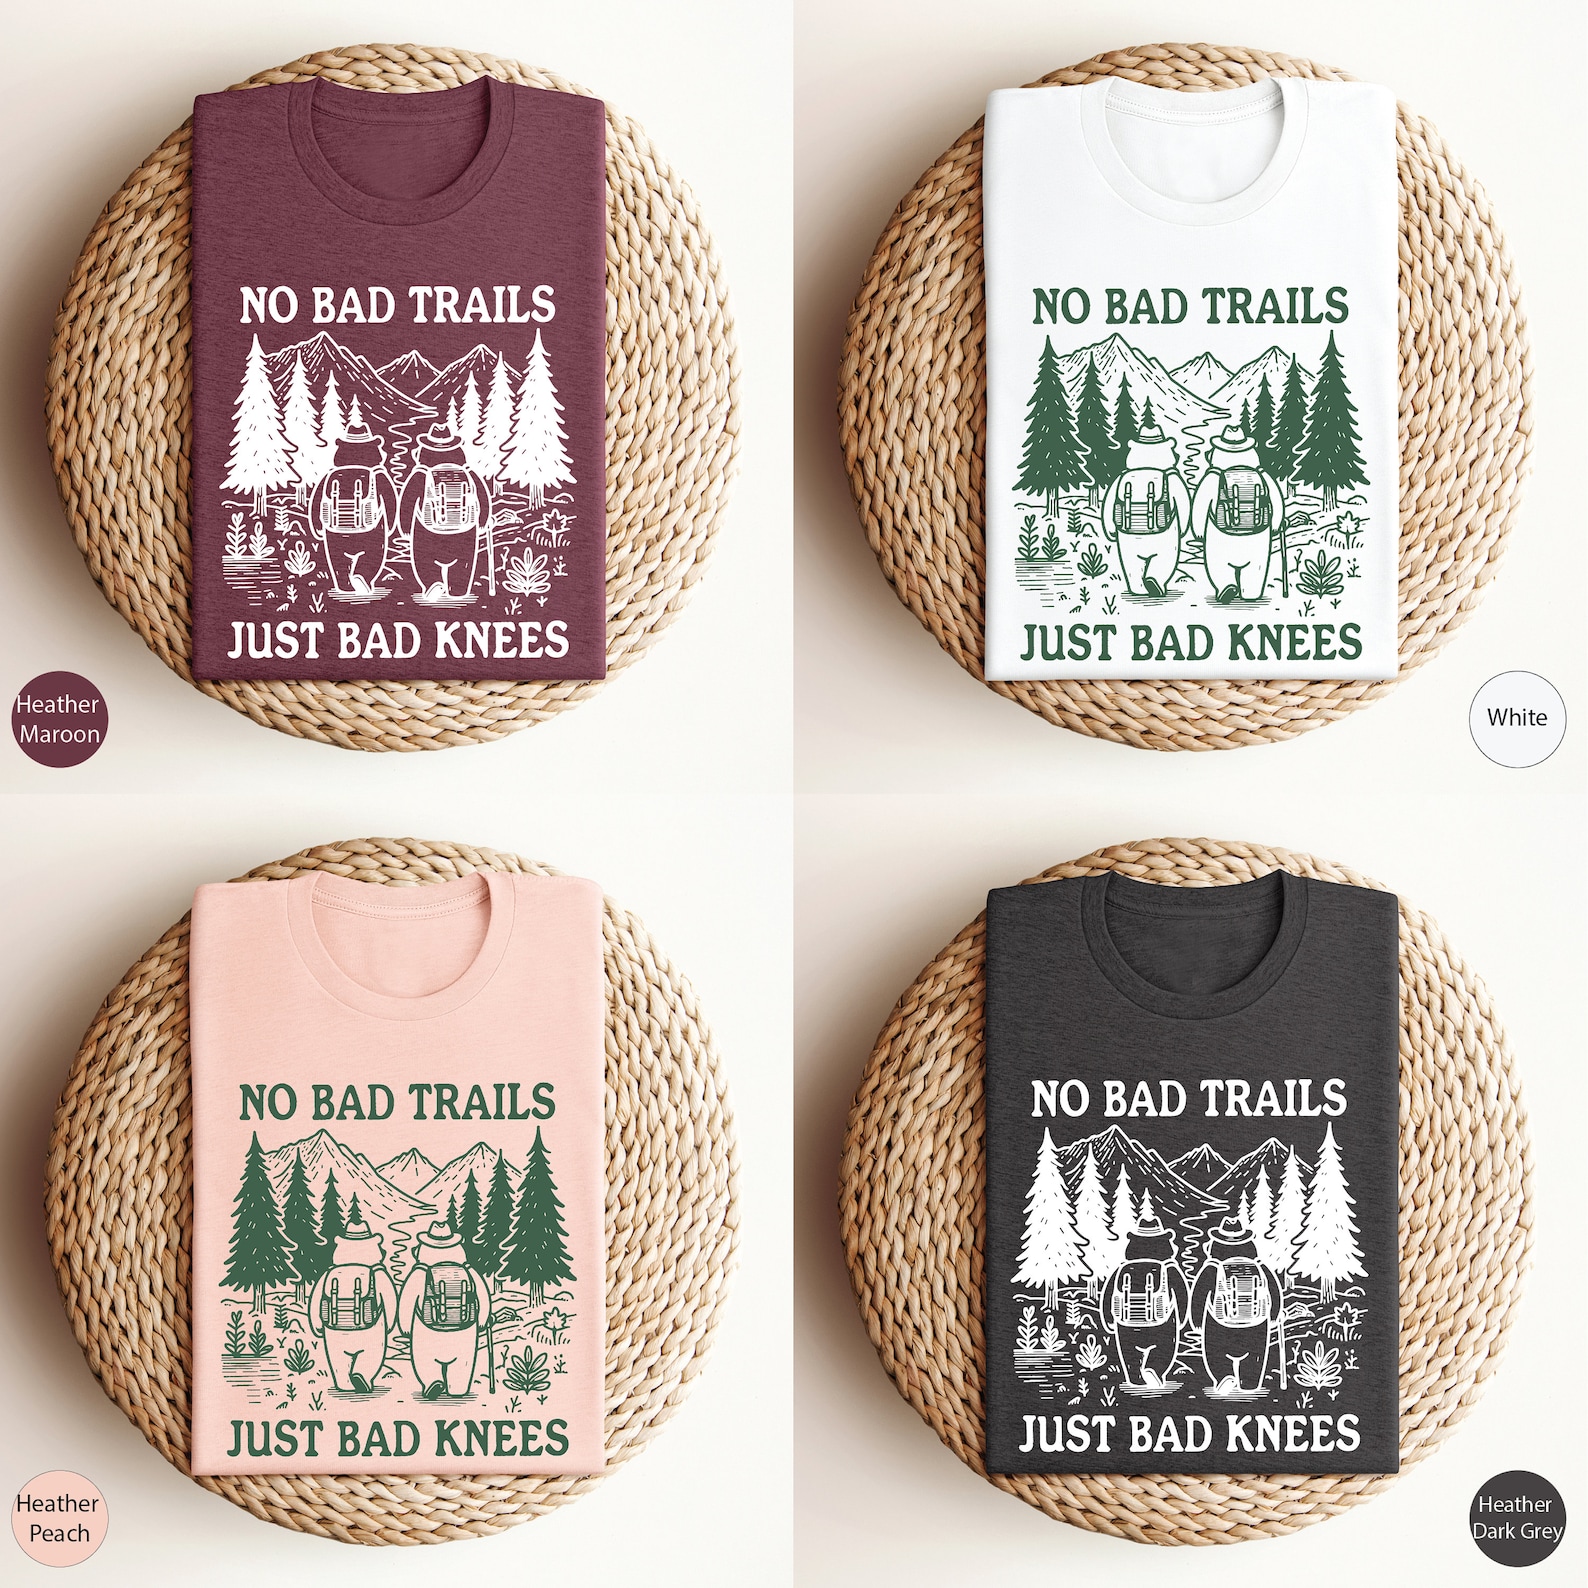 NO BAD TRAILS
JUST BAD KNEES
Heather
Maroon
NO BAD TRAILS
JUST BAD KNEES
White
NO BAD TRAILS
JUST BAD KNEES
Heather
Peach
NO BAD TRAILS
JUST BAD KNEES
Heather
Dark Grey